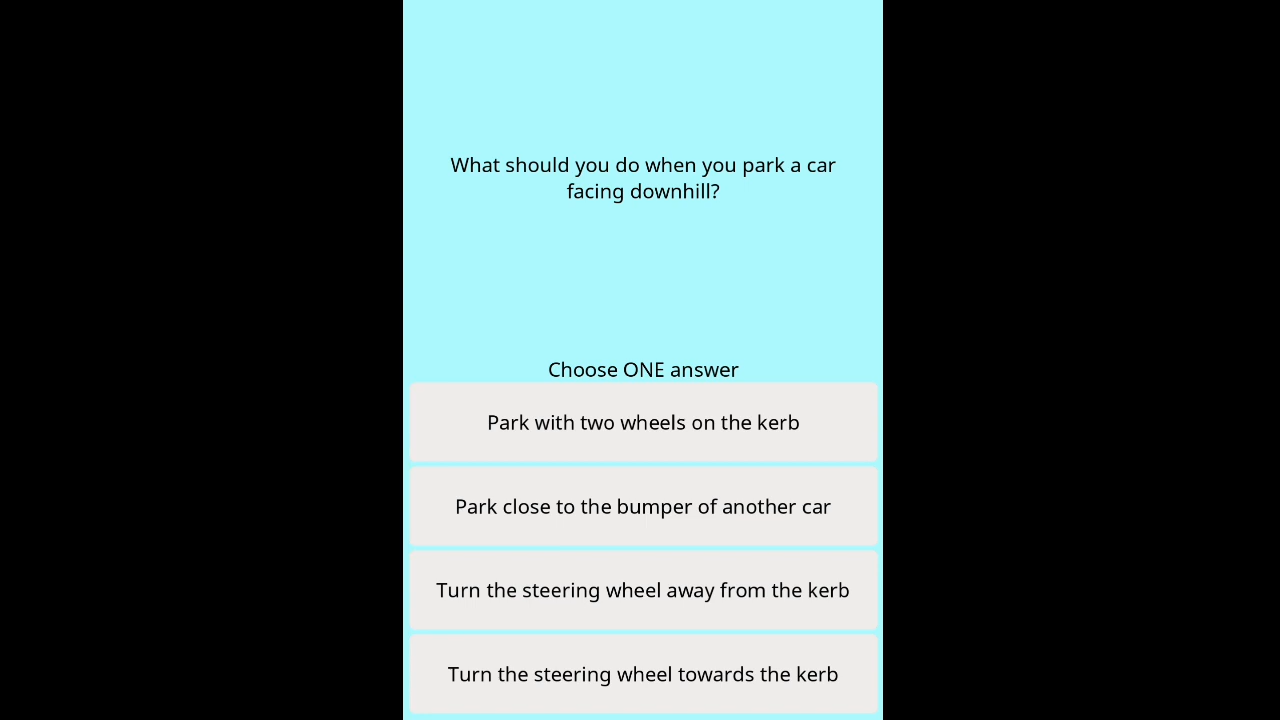 What should you do when you park a car
facing downhill?
Choose ONE answer
Park with two wheels on the kerb
Park close to the bumper of another car
Turn the steering wheel away from the kerb
Turn the steering wheel towards the kerb